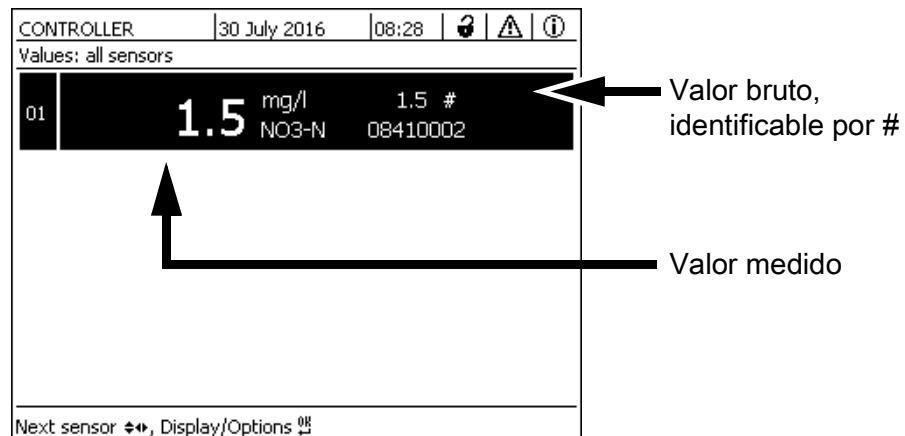 CONTROLLER 30 July 2016 08:28
Values: all sensors
01 1.5 mg/l NO3-N 1.5 # 08410002
Valor bruto,
identificable por #
Valor medido
Next sensor, Display/Options